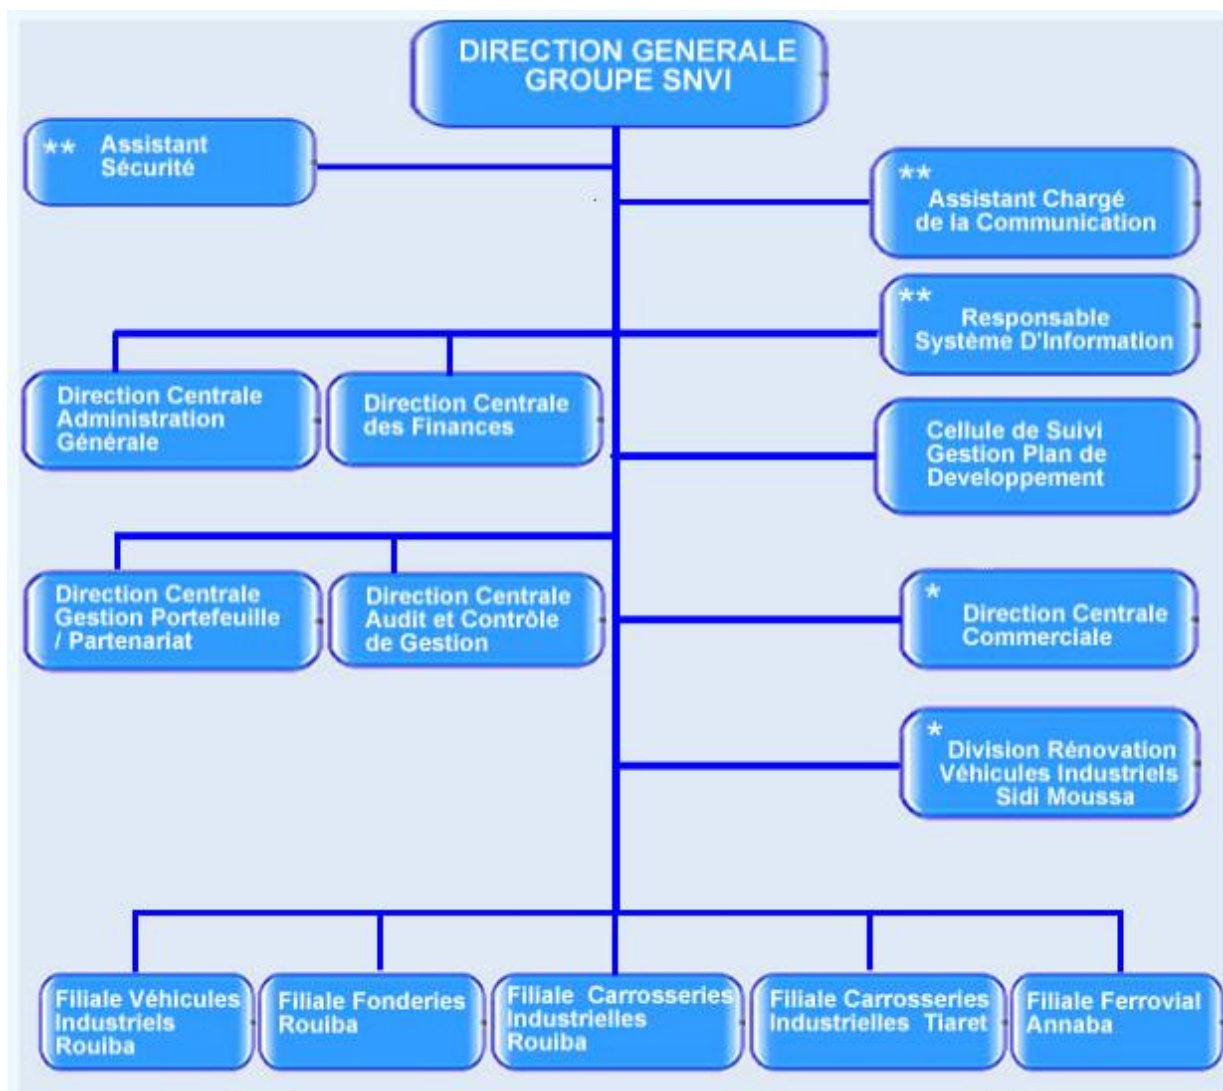 DIRECTION GENERALE
GROUPE SNVI
** Assistant
Sécurité
**
Assistant Chargé
de la Communication
**
Responsable
Système D'Information
Direction Centrale
Administration
Générale
Direction Centrale
des Finances
Cellule de Suivi
Gestion Plan de
Developpement
Direction Centrale
Gestion Portefeuille
/ Partenariat
Direction Centrale
Audit et Contrôle
de Gestion
*
Direction Centrale
Commerciale
*
Division Rénovation
Véhicules Industriels
Sidi Moussa
Filiale Véhicules
Industriels
Rouiba
Filiale Fonderies
Rouiba
Filiale Carrosseries
Industrielles
Rouiba
Filiale Carrosseries
Industrielles Tiaret
Filiale Ferrovial
Annaba